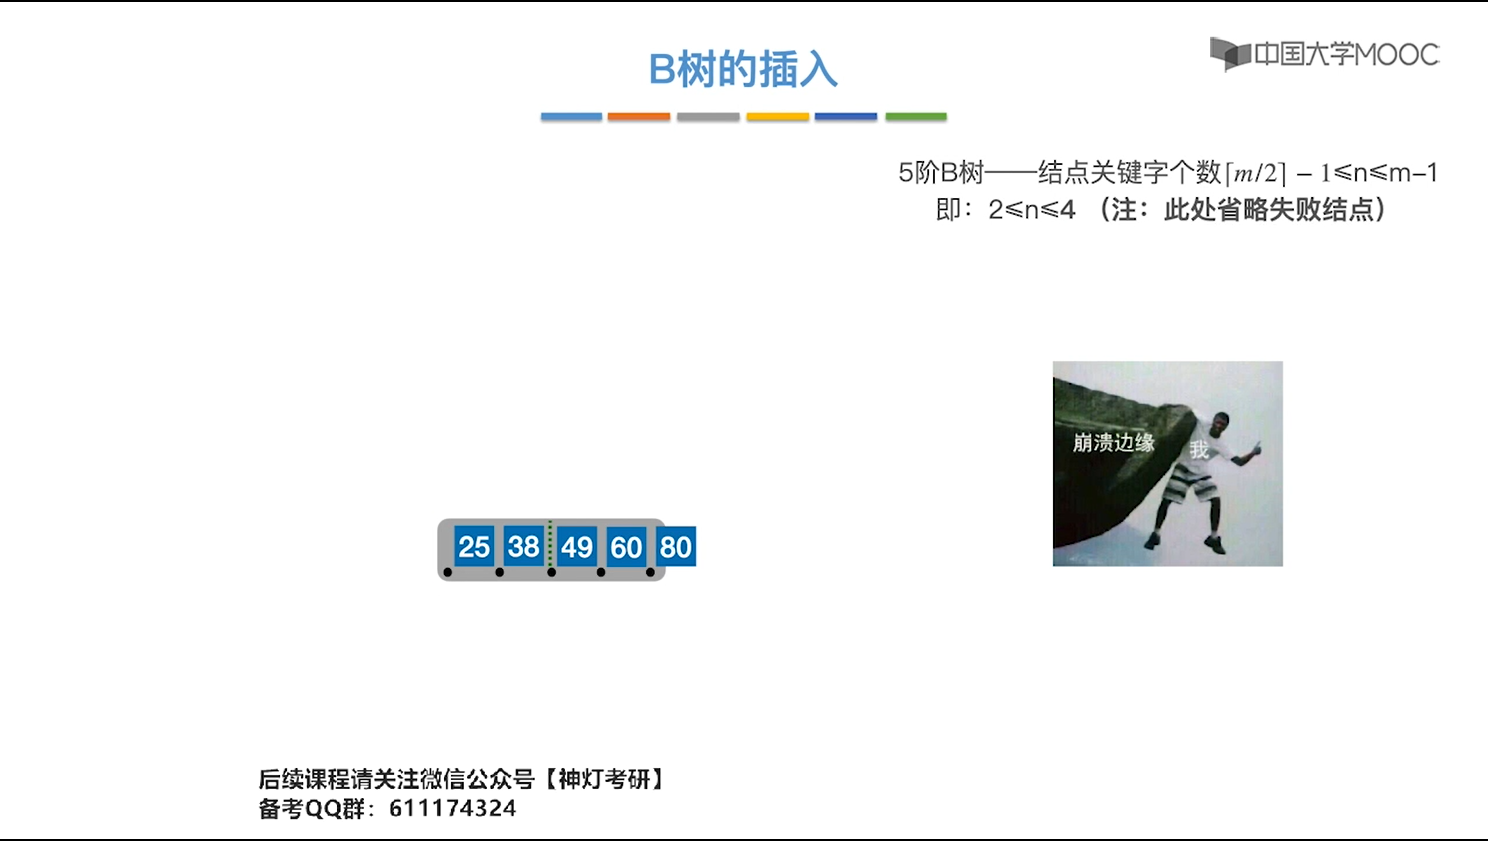 B树的插入
中国大学MOOC
5阶B树——结点关键字个数⌈m/2⌉ – 1≤n≤m–1
即：2≤n≤4 （注：此处省略失败结点）
崩溃边缘 我
25 38 49 60 80
后续课程请关注微信公众号【神灯考研】
备考QQ群：611174324